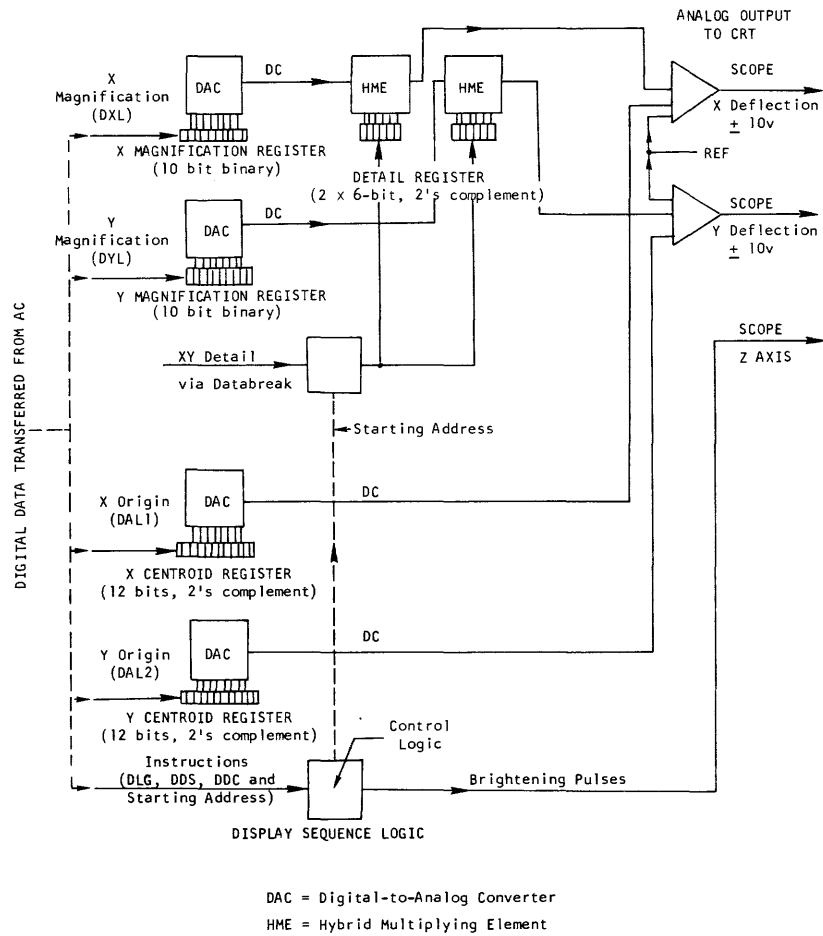 ANALOG OUTPUT
TO CRT
X
Magnification
(DXL)
DAC
DC
HME
HME
SCOPE
X Deflection
± 10v
X MAGNIFICATION REGISTER
(10 bit binary)
DETAIL REGISTER
(2 x 6-bit, 2's complement)
REF
Y
Magnification
(DYL)
DAC
DC
SCOPE
Y Deflection
± 10v
Y MAGNIFICATION REGISTER
(10 bit binary)
SCOPE
Z AXIS
XY Detail
via Databreak
Starting Address
DIGITAL DATA TRANSFERRED FROM AC
X Origin
(DAL1)
DAC
DC
X CENTROID REGISTER
(12 bits, 2's complement)
Y Origin
(DAL2)
DAC
DC
Y CENTROID REGISTER
(12 bits, 2's complement)
Control
Logic
Instructions
(DLG, DDS, DDC and
Starting Address)
Brightening Pulses
DISPLAY SEQUENCE LOGIC
DAC = Digital-to-Analog Converter
HME = Hybrid Multiplying Element